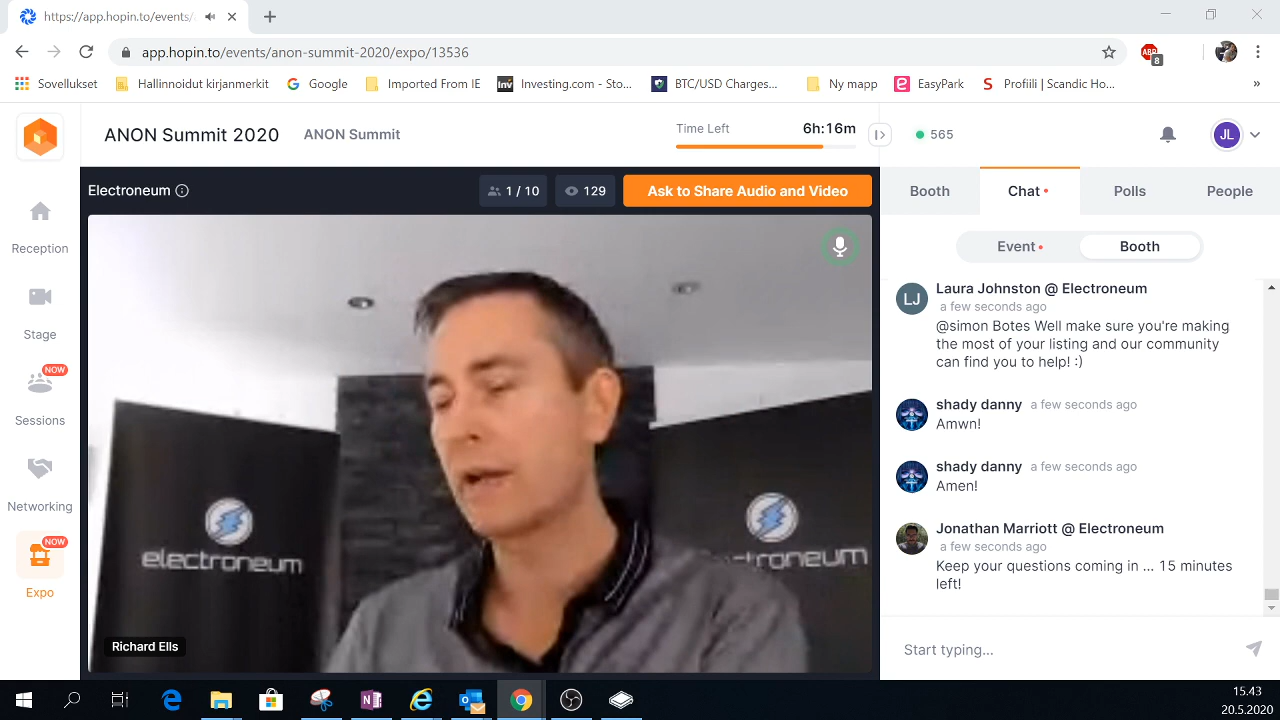 https://app.hopin.to/events/
app.hopin.to/events/anon-summit-2020/expo/13536
ABP
8
Sovellukset
Hallinnoidut kirjanmerkit
Google
Imported From IE
Inv
Investing.com - Sto...
BTC/USD Charges...
Ny mapp
EasyPark
S
Profiili | Scandic Ho...
»
ANON Summit 2020
ANON Summit
Time Left
6h:16m
565
JL
Electroneum
1 / 10
129
Ask to Share Audio and Video
Booth
Chat
Polls
People
Event
Booth
Reception
Stage
NOW
Sessions
Networking
NOW
Expo
electroneum
ctroneum
Richard Ells
LJ
Laura Johnston @ Electroneum
a few seconds ago
@simon Botes Well make sure you're making
the most of your listing and our community
can find you to help! :)
shady danny a few seconds ago
Amwn!
shady danny a few seconds ago
Amen!
Jonathan Marriott @ Electroneum
a few seconds ago
Keep your questions coming in ... 15 minutes
left!
Start typing...
15.43
20.5.2020